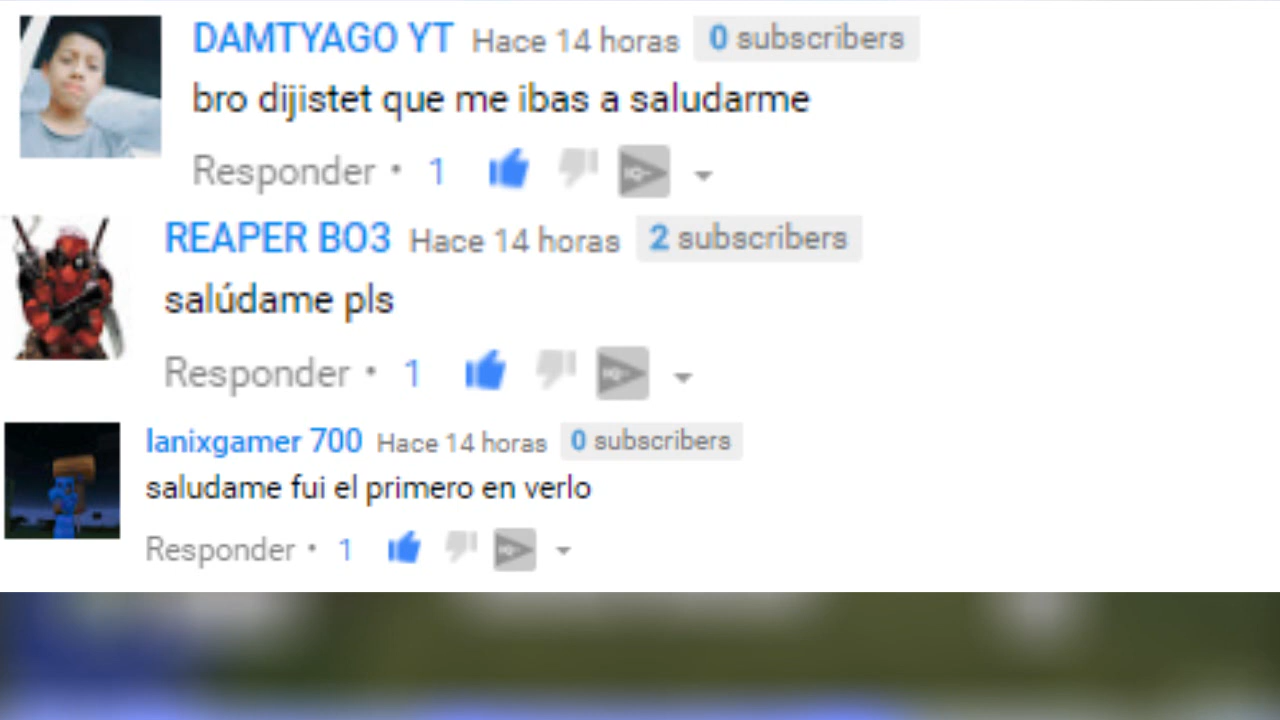 DAMTYAGO YT Hace 14 horas 0 subscribers
bro dijistet que me ibas a saludarme
Responder • 1
REAPER BO3 Hace 14 horas 2 subscribers
salúdame pls
Responder • 1
lanixgamer 700 Hace 14 horas 0 subscribers
saludame fui el primero en verlo
Responder • 1